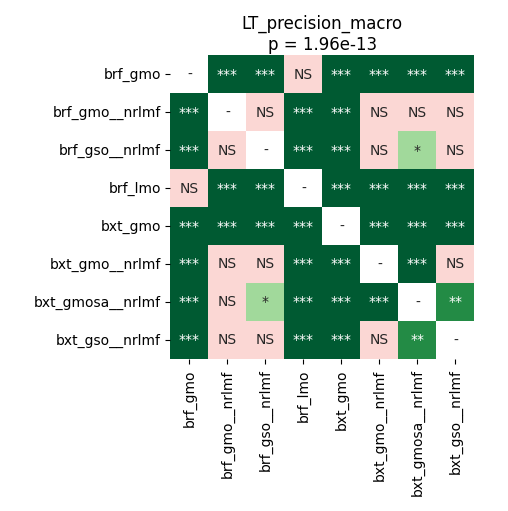 LT_precision_macro
p = 1.96e-13
brf_gmo - *** *** NS *** *** *** ***
brf_gmo__nrlmf *** - NS *** *** NS NS NS
brf_gso__nrlmf *** NS - *** *** NS * NS
brf_lmo NS *** *** - *** *** *** ***
bxt_gmo *** *** *** *** - *** *** ***
bxt_gmo__nrlmf *** NS NS *** *** - *** NS
bxt_gmosa__nrlmf *** NS * *** *** *** - **
bxt_gso__nrlmf *** NS NS *** *** NS ** -
brf_gmo
brf_gmo__nrlmf
brf_gso__nrlmf
brf_lmo
bxt_gmo
bxt_gmo__nrlmf
bxt_gmosa__nrlmf
bxt_gso__nrlmf